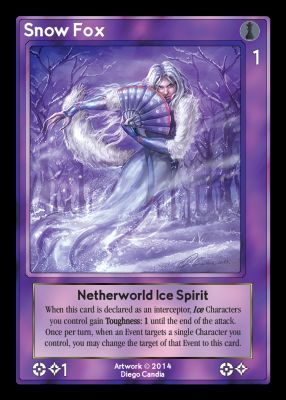 Snow Fox
1
Netherworld Ice Spirit
When this card is declared as an interceptor, Ice Characters
you control gain Toughness: 1 until the end of the attack.
Once per turn, when an Event targets a single Character you
control, you may change the target of that Event to this card.
1
Artwork © 2014
Diego Candia